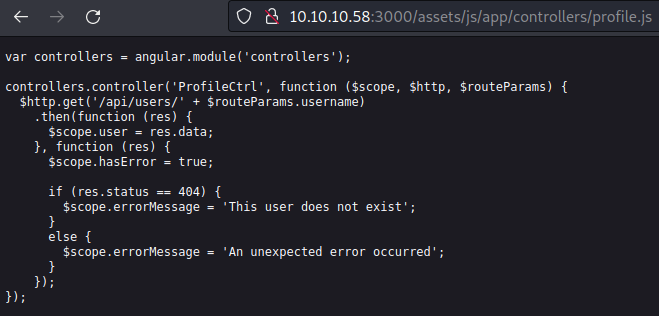 10.10.10.58:3000/assets/js/app/controllers/profile.js
var controllers = angular.module('controllers');
controllers.controller('ProfileCtrl', function ($scope, $http, $routeParams) {
  $http.get('/api/users/' + $routeParams.username)
    .then(function (res) {
      $scope.user = res.data;
    }, function (res) {
      $scope.hasError = true;
      if (res.status == 404) {
        $scope.errorMessage = 'This user does not exist';
      }
      else {
        $scope.errorMessage = 'An unexpected error occurred';
      }
    });
});